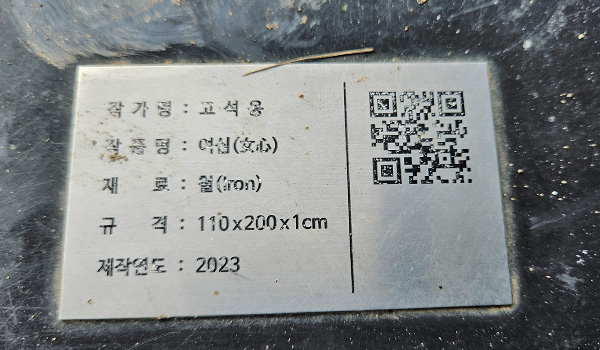 작가명 : 고석웅
작품명 : 여심(女心)
재 료 : 철(Iron)
규 격 : 110x200x1cm
제작연도 : 2023